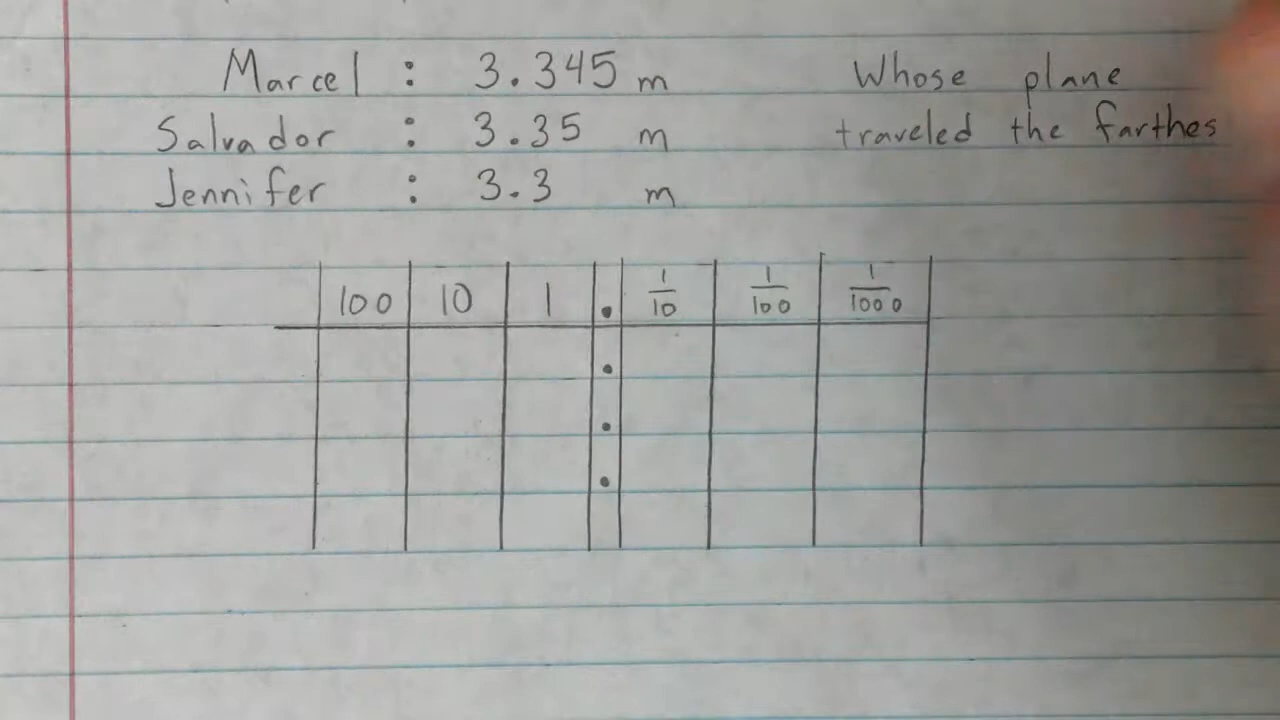 Marcel : 3.345 m Whose plane
Salvador : 3.35 m traveled the farthes
Jennifer : 3.3 m
100 10 1 . 1/10 1/100 1/1000
.
.
.